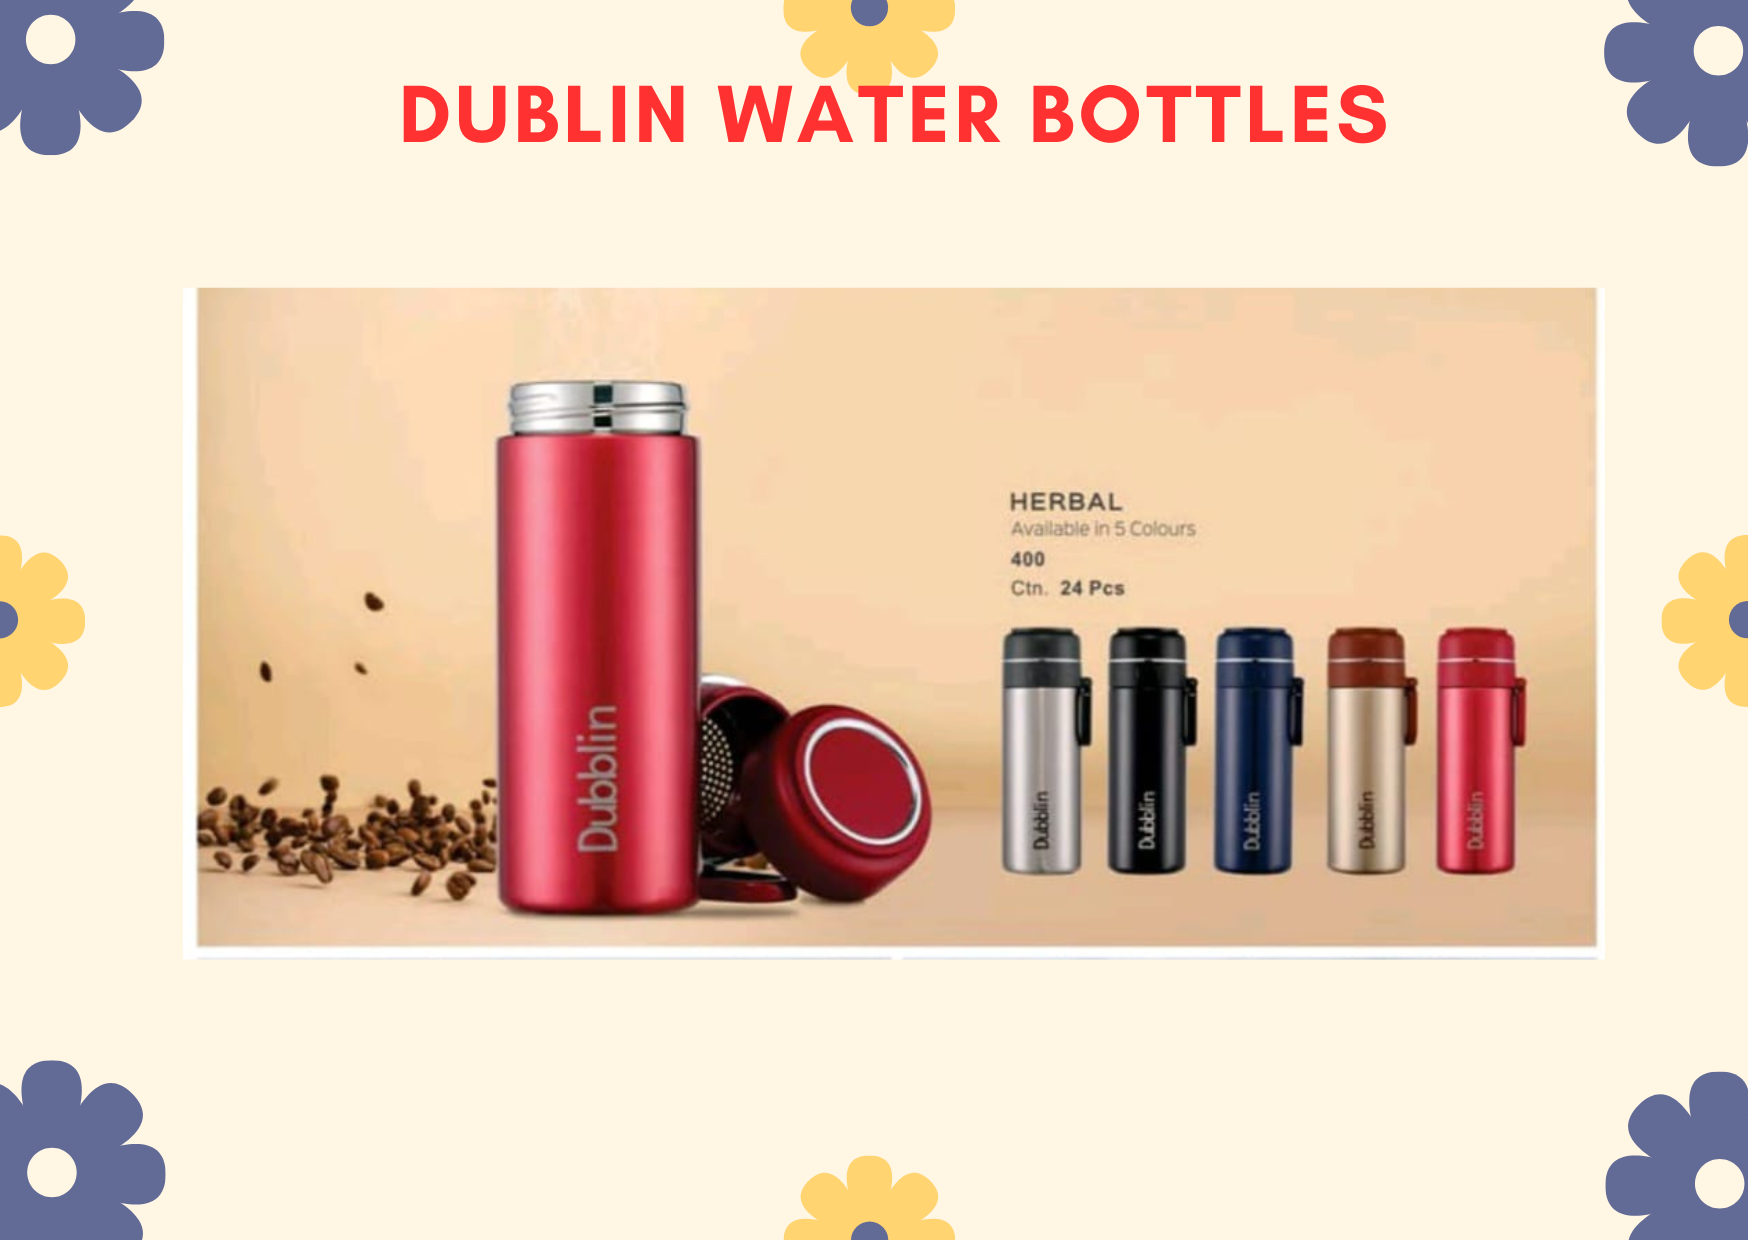 DUBLIN WATER BOTTLES
HERBAL
Available in 5 Colours
400
Ctn. 24 Pcs
Dubblin
Dubblin
Dubblin
Dubblin
Dubblin
Dubblin